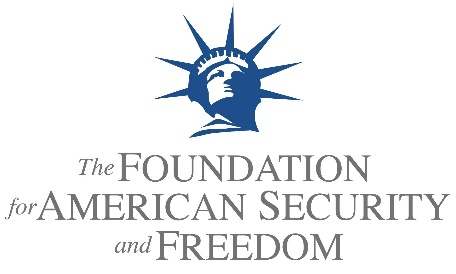 The FOUNDATION
for AMERICAN SECURITY
and FREEDOM